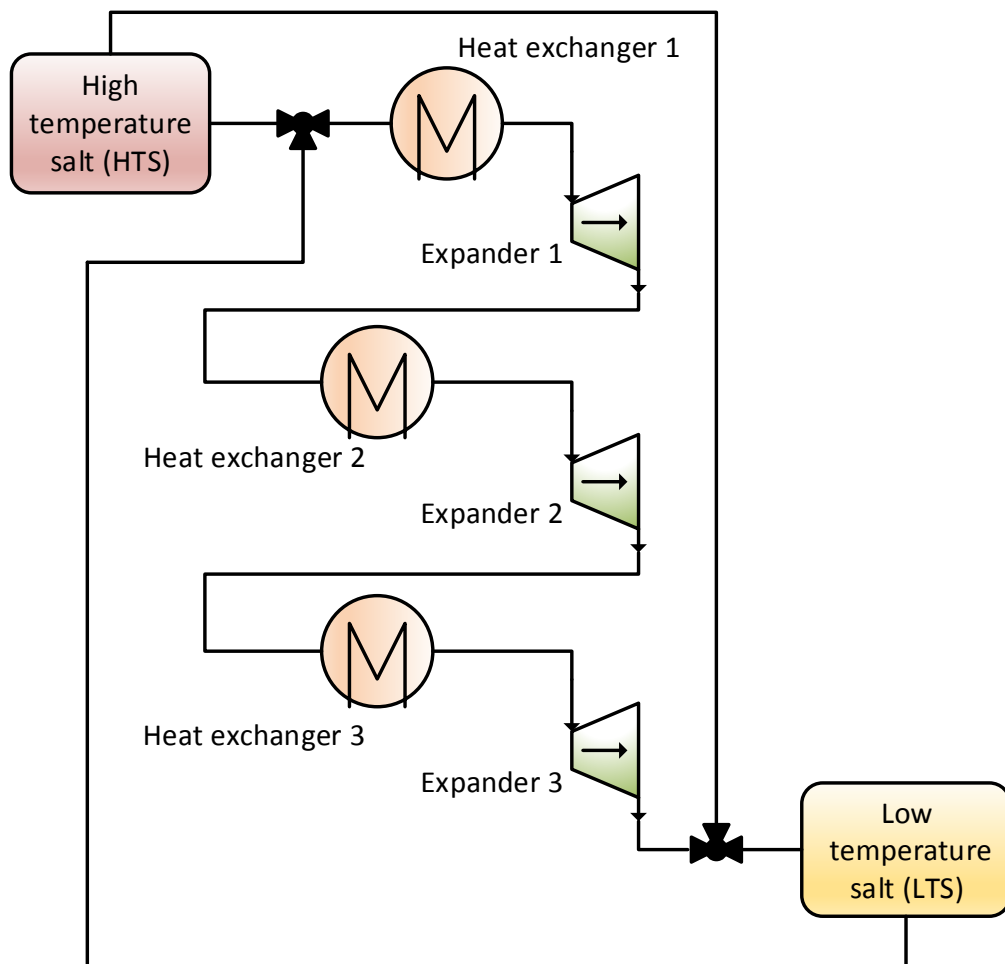 Heat exchanger 1
High
temperature
salt (HTS)
Expander 1
Heat exchanger 2
Expander 2
Heat exchanger 3
Expander 3
Low
temperature
salt (LTS)